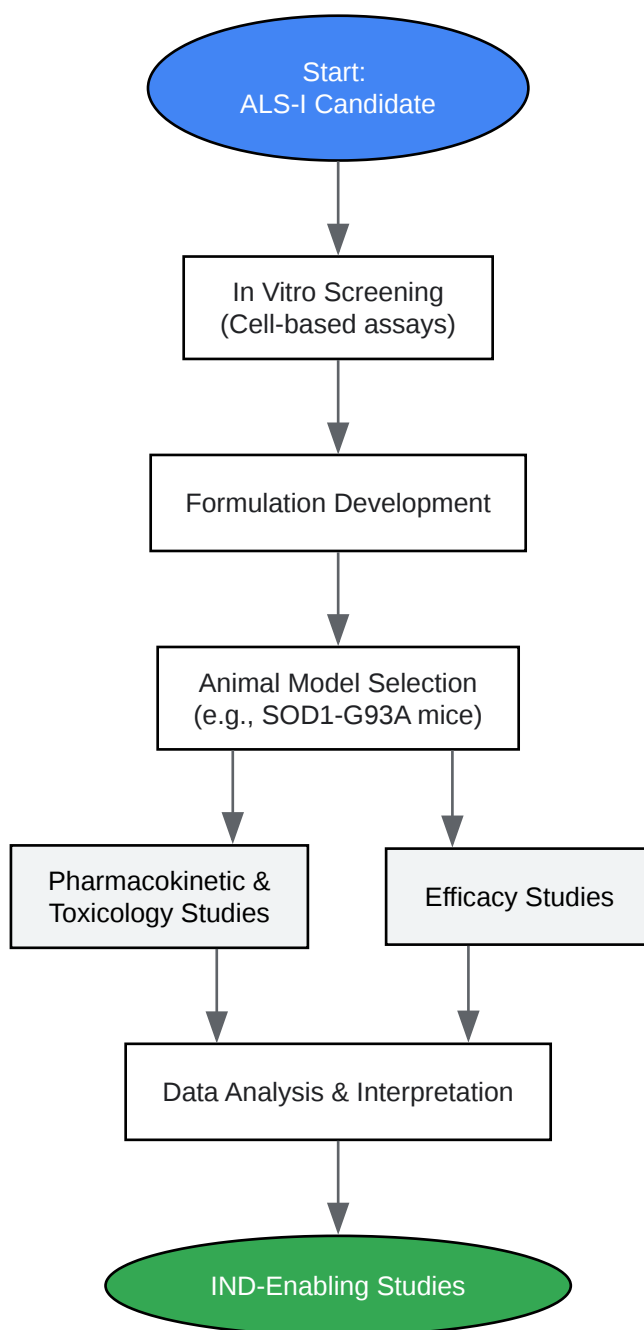 Start:
ALS-I Candidate
In Vitro Screening
(Cell-based assays)
Formulation Development
Animal Model Selection
(e.g., SOD1-G93A mice)
Pharmacokinetic &
Toxicology Studies
Efficacy Studies
Data Analysis & Interpretation
IND-Enabling Studies